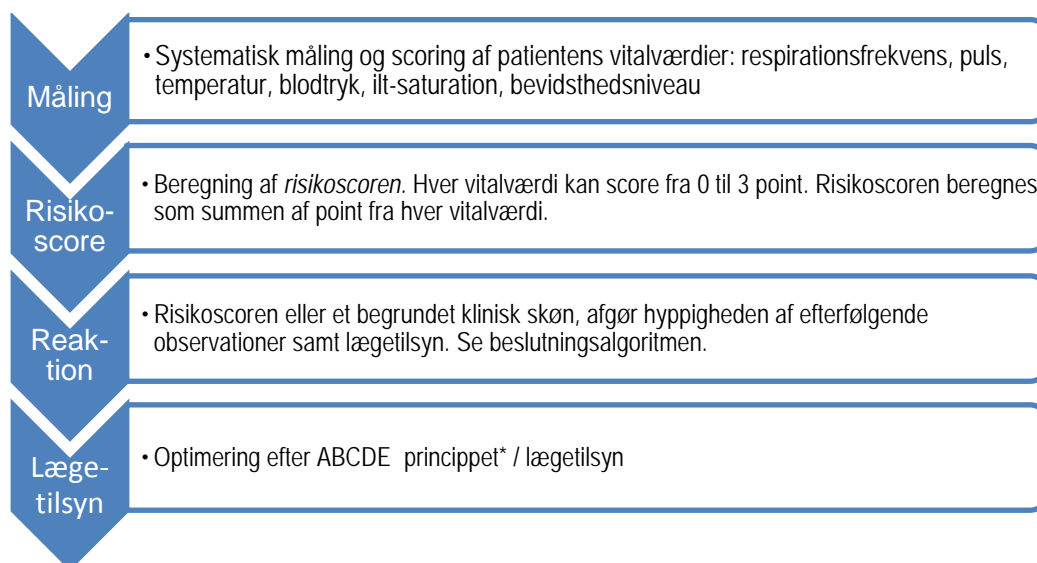 Måling
• Systematisk måling og scoring af patientens vitalværdier: respirationsfrekvens, puls,
temperatur, blodtryk, ilt-saturation, bevidsthedsniveau
Risiko-
score
• Beregning af risikoscoren. Hver vitalværdi kan score fra 0 til 3 point. Risikoscoren beregnes
som summen af point fra hver vitalværdi.
Reak-
tion
• Risikoscoren eller et begrundet klinisk skøn, afgør hyppigheden af efterfølgende
observationer samt lægetilsyn. Se beslutningsalgoritmen.
Læge-
tilsyn
• Optimering efter ABCDE princippet* / lægetilsyn